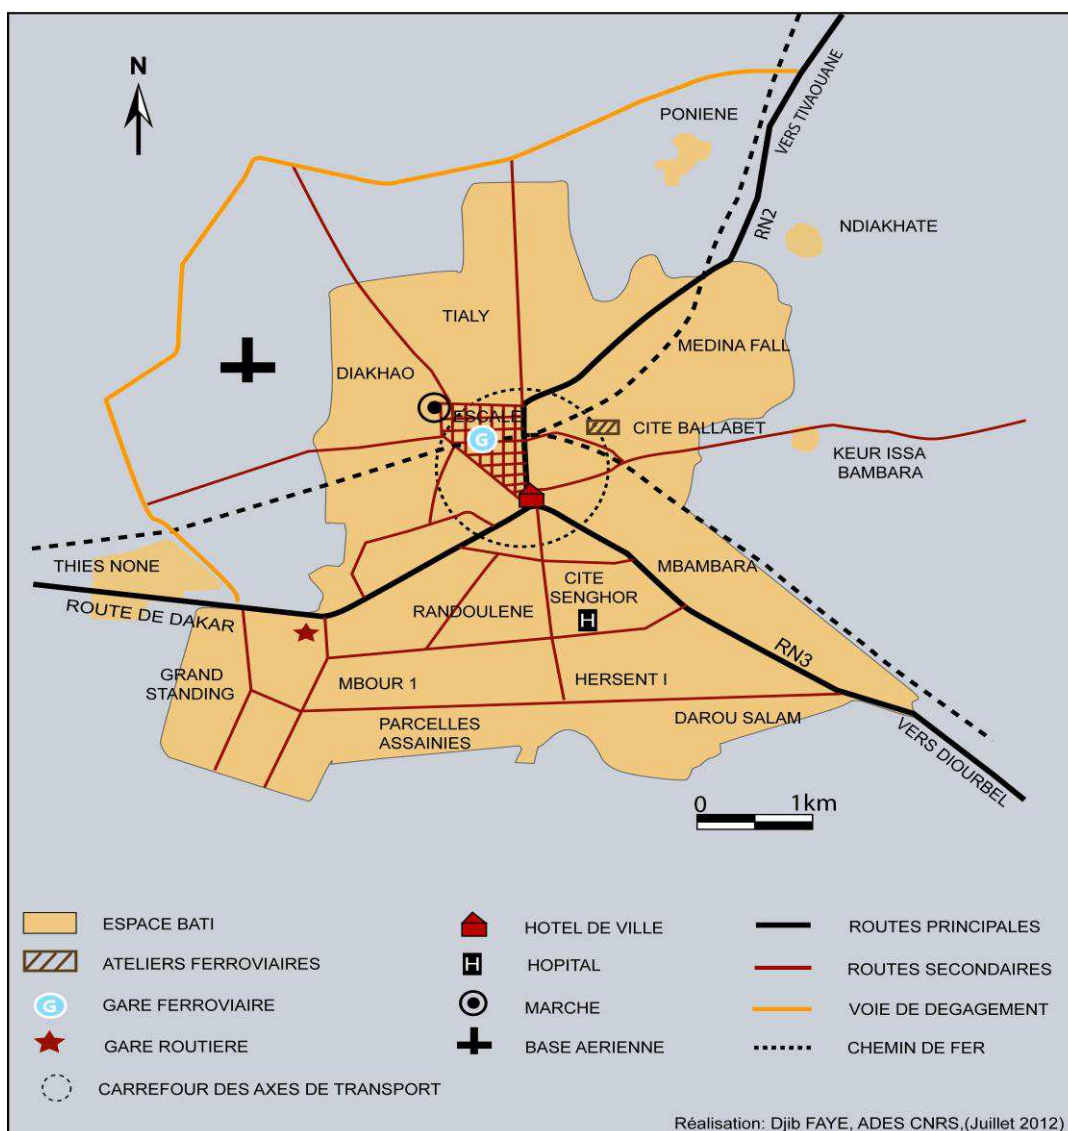 N
PONIENE
VERS TIVAOUANE
RN2
NDIAKHATE
TIALY
MEDINA FALL
DIAKHAO
ESCALE
G
CITE BALLABET
KEUR ISSA
BAMBARA
THIES NONE
MBAMBARA
CITE
SENGHOR
ROUTE DE DAKAR
RANDOULENE
H
RN3
GRAND
STANDING
MBOUR 1
HERSENT I
PARCELLES
ASSAINIES
DAROU SALAM
VERS DIOURBEL
0 1km
ESPACE BATI
ATELIERS FERROVIAIRES
G GARE FERROVIAIRE
GARE ROUTIERE
CARREFOUR DES AXES DE TRANSPORT
HOTEL DE VILLE
H HOPITAL
MARCHE
BASE AERIENNE
ROUTES PRINCIPALES
ROUTES SECONDAIRES
VOIE DE DEGAGEMENT
CHEMIN DE FER
Réalisation: Djib FAYE, ADES CNRS,(Juillet 2012)